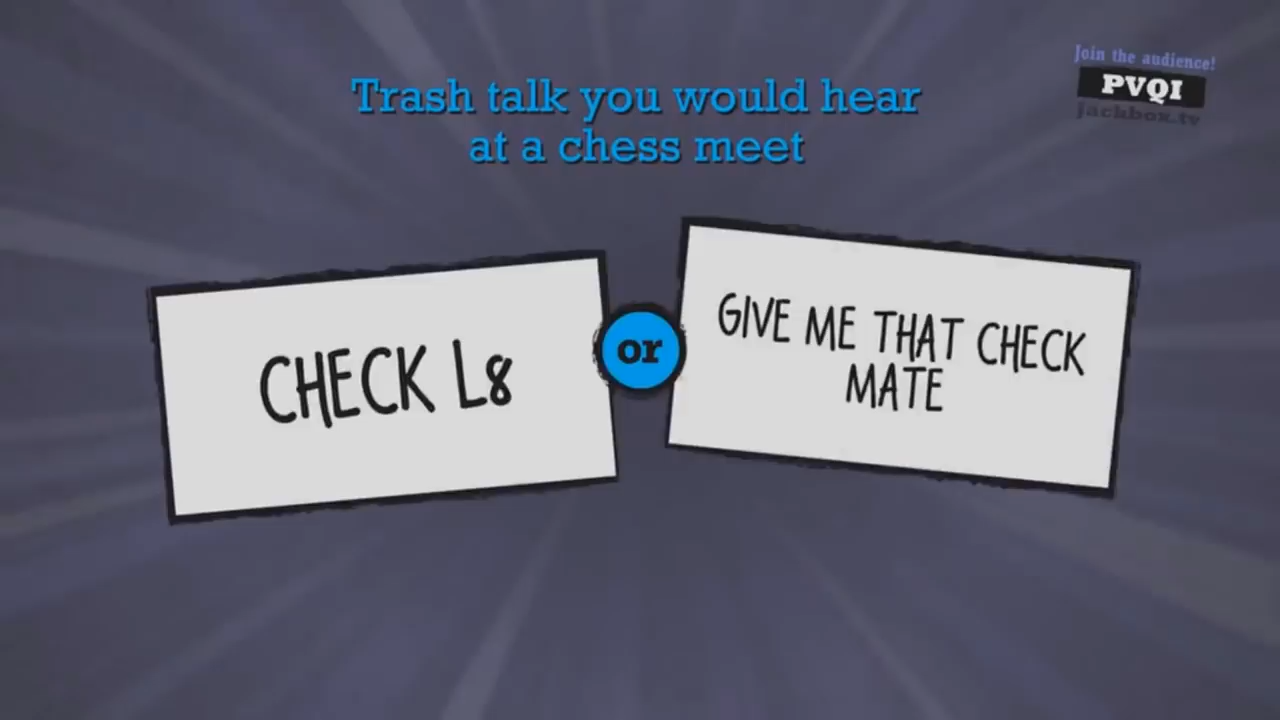 Join the audience!
PVQI
jackbox.tv
Trash talk you would hear
at a chess meet
CHECK L8
or
GIVE ME THAT CHECK
MATE